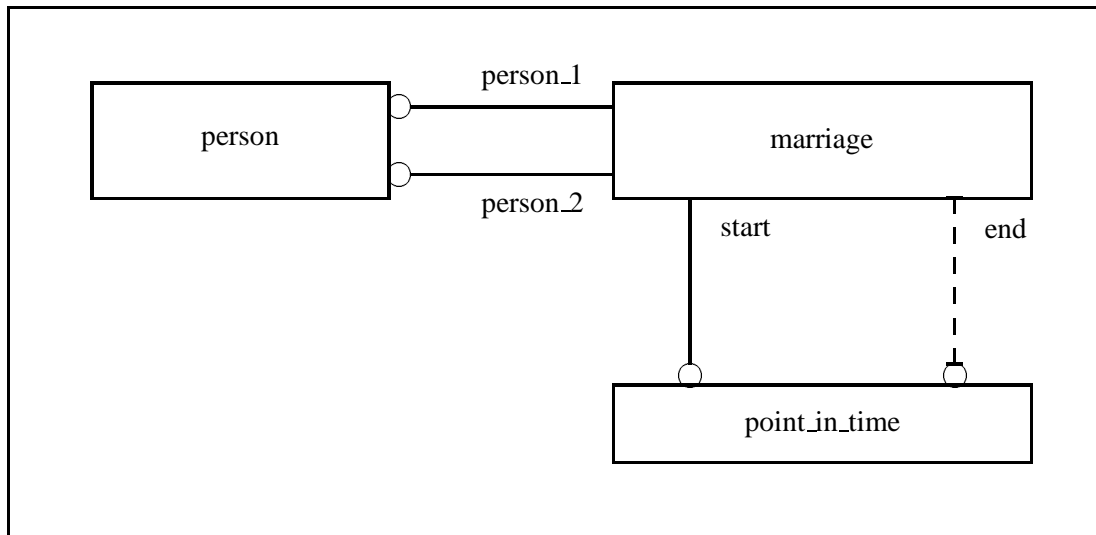 person_1
person
marriage
person_2
start
end
point_in_time